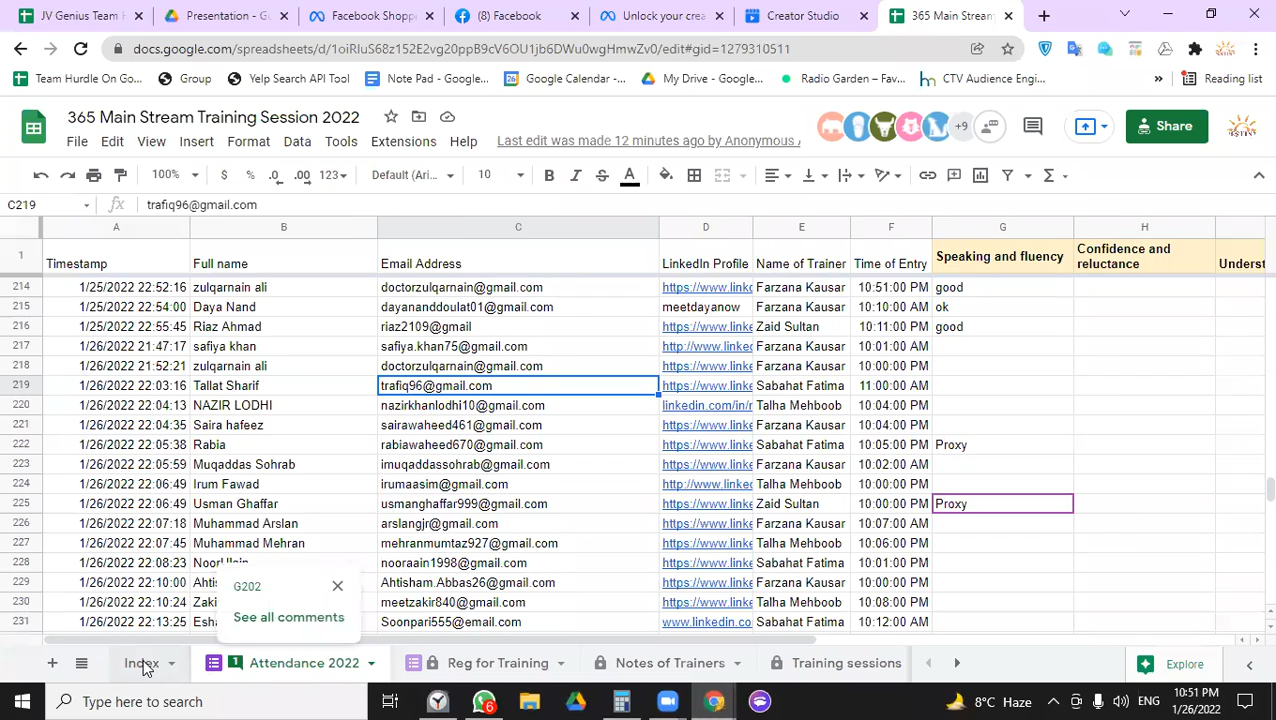 JV Genius Team F
Presentation - G
Facebook Shopp
(8) Facebook
Unlock your crea
Creator Studio
365 Main Stream
docs.google.com/spreadsheets/d/1oiRluS68z152E2vg20ppB9cV6OU1jb6DWu0wgHmwZv0/edit#gid=1279310511
Team Hurdle On Go...
Group
Yelp Search API Tool
Note Pad - Google...
Google Calendar -...
My Drive - Google...
Radio Garden – Fav...
CTV Audience Engi...
»
Reading list
365 Main Stream Training Session 2022
+9
Share
File Edit View Insert Format Data Tools Extensions Help Last edit was made 12 minutes ago by Anonymous
100% $ % .0 .00 123 Default (Ari... 10 B I S A
C219 fx trafiq96@gmail.com
A B C D E F G H
1 Timestamp Full name Email Address LinkedIn Profile Name of Trainer Time of Entry Speaking and fluency Confidence and reluctance Underst
214 1/25/2022 22:52:16 zulqarnain ali doctorzulqarnain@gmail.com https://www.linke Farzana Kausar 10:51:00 PM good
215 1/25/2022 22:54:00 Daya Nand dayananddoulat01@gmail.com meetdayanow Farzana Kausar 10:10:00 AM ok
216 1/25/2022 22:55:45 Riaz Ahmad riaz2109@gmail https://www.linke Zaid Sultan 10:11:00 PM good
217 1/26/2022 21:47:17 safiya khan safiya.khan75@gmail.com http://www.linked Farzana Kausar
218 1/26/2022 21:52:21 zulqarnain ali doctorzulqarnain@gmail.com https://www.linke Farzana Kausar
219 1/26/2022 22:03:16 Tallat Sharif trafiq96@gmail.com https://www.linke Sabahat Fatima 11:00:00 AM
220 1/26/2022 22:04:13 NAZIR LODHI nazirkhanlodhi10@gmail.com linkedin.com/in/r Talha Mehboob 10:04:00 PM
221 1/26/2022 22:04:35 Saira hafeez sairawaheed461@gmail.com https://www.linke Farzana Kausar 10:04:00 PM
222 1/26/2022 22:05:38 Rabia rabiawaheed670@gmail.com https://www.linke Sabahat Fatima 10:05:00 PM Proxy
223 1/26/2022 22:05:59 Muqaddas Sohrab imuqaddassohrab@gmail.com https://www.linke Farzana Kausar 10:02:00 AM
224 1/26/2022 22:06:49 Irum Fawad irumaasim@gmail.com http://www.linked Talha Mehboob 10:00:00 PM
225 1/26/2022 22:06:49 Usman Ghaffar usmanghaffar999@gmail.com https://www.linke Zaid Sultan 10:00:00 PM Proxy
226 1/26/2022 22:07:18 Muhammad Arslan arslangjr@gmail.com https://www.linke Farzana Kausar 10:07:00 AM
227 1/26/2022 22:07:45 Muhammad Mehran mehranmumtaz927@gmail.com https://www.linke Talha Mehboob 10:06:00 PM
228 1/26/2022 22:08:23 nooraain1998@gmail.com https://www.linke Sabahat Fatima 10:01:00 PM
229 1/26/2022 22:10:00 Ahti Ahtisham.Abbas26@gmail.com https://www.linke Farzana Kausar 10:01:00 PM
230 1/26/2022 22:10:24 Zaki meetzakir840@gmail.com https://www.linke Talha Mehboob 10:08:00 PM
231 1/26/2022 22:13:25 Esha Soonpari555@email.com www.linkedin.co Farzana Kausar 10:12:00 AM
G202
See all comments
Index
1 Attendance 2022
Reg for Training
Notes of Trainers
Training sessions
Explore
Type here to search
6
8°C Haze
ENG
10:51 PM
1/26/2022